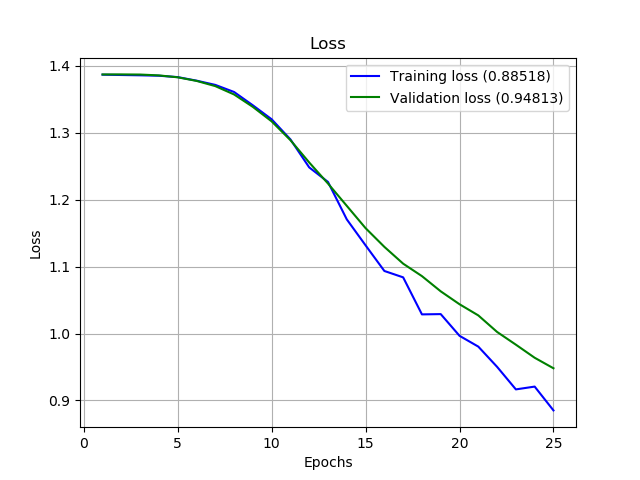 Loss
Training loss (0.88518)
Validation loss (0.94813)
1.4
1.3
1.2
1.1
1.0
0.9
Loss
0 5 10 15 20 25
Epochs